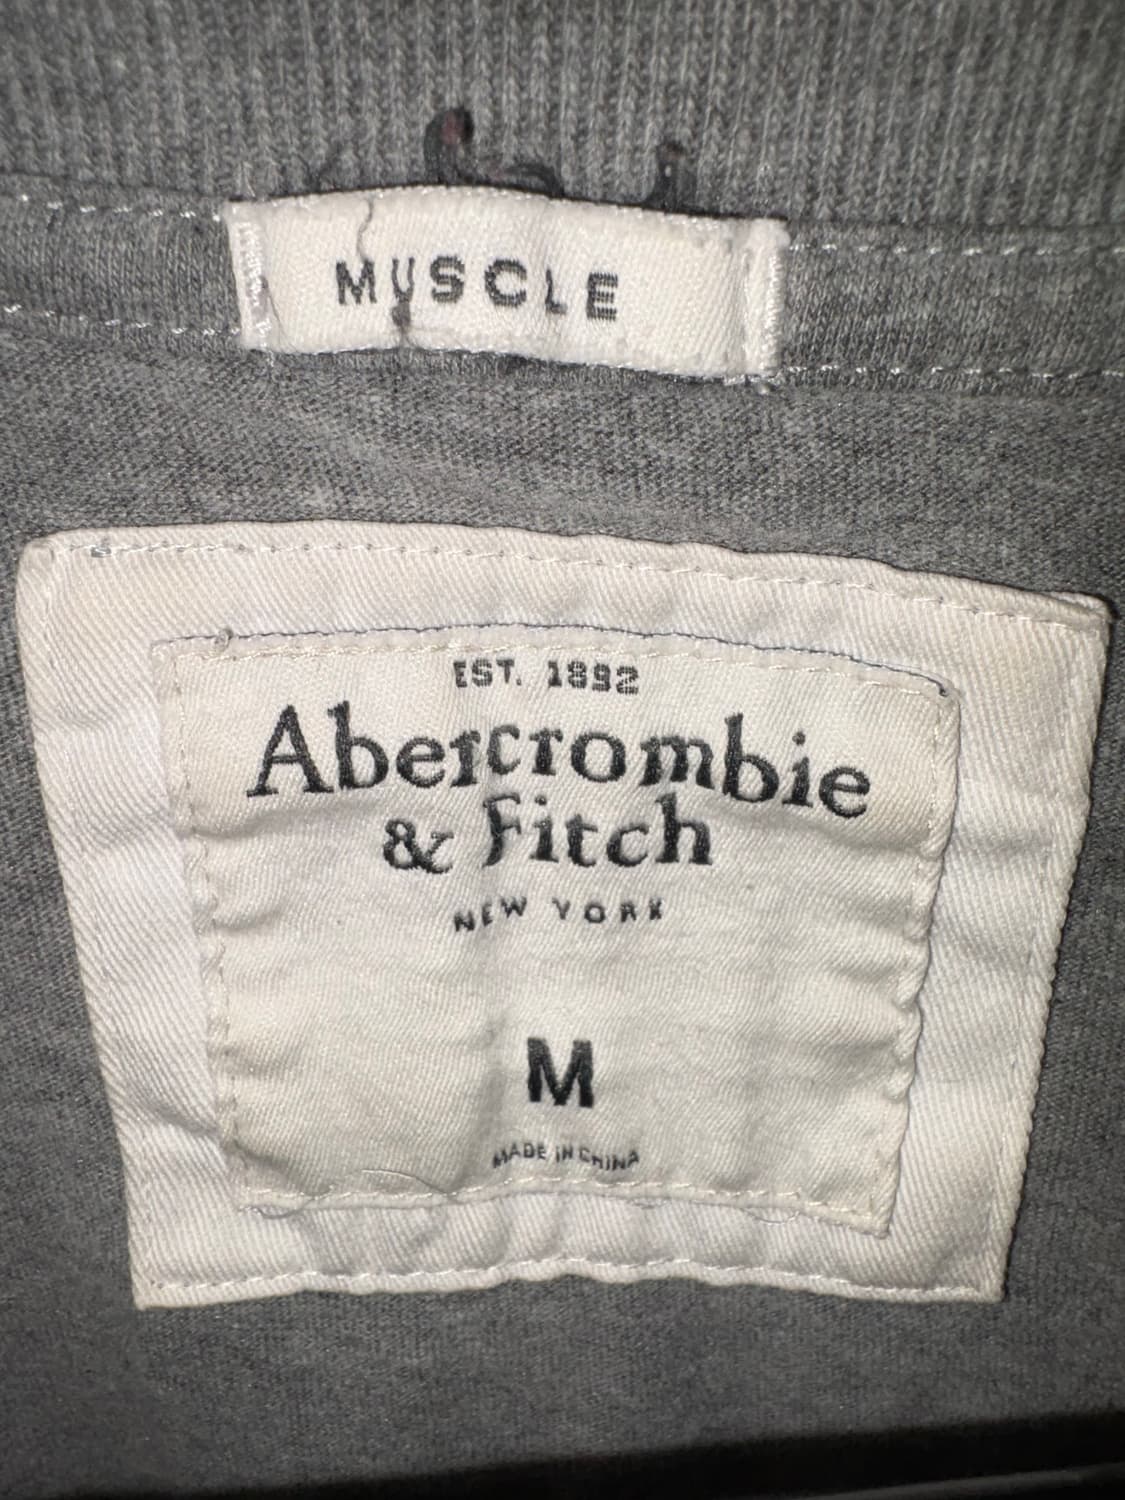 MUSCLE
EST. 1892
Abercrombie
& Fitch
NEW YORK
M
MADE IN CHINA